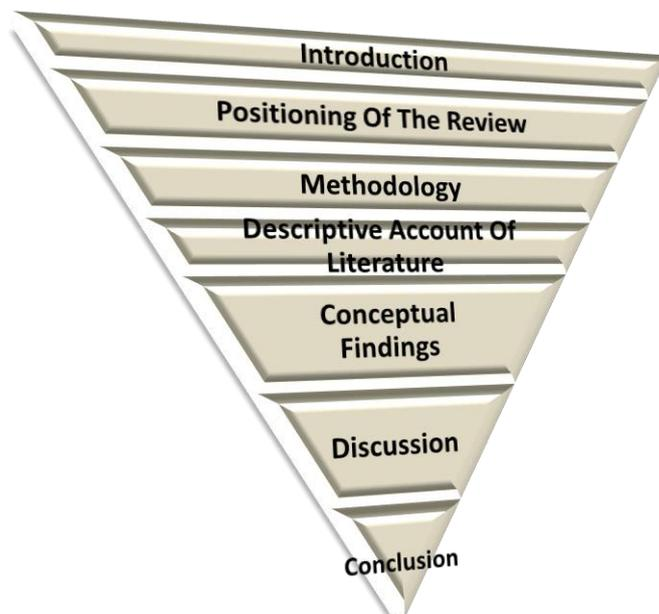 Introduction
Positioning Of The Review
Methodology
Descriptive Account Of
Literature
Conceptual
Findings
Discussion
Conclusion